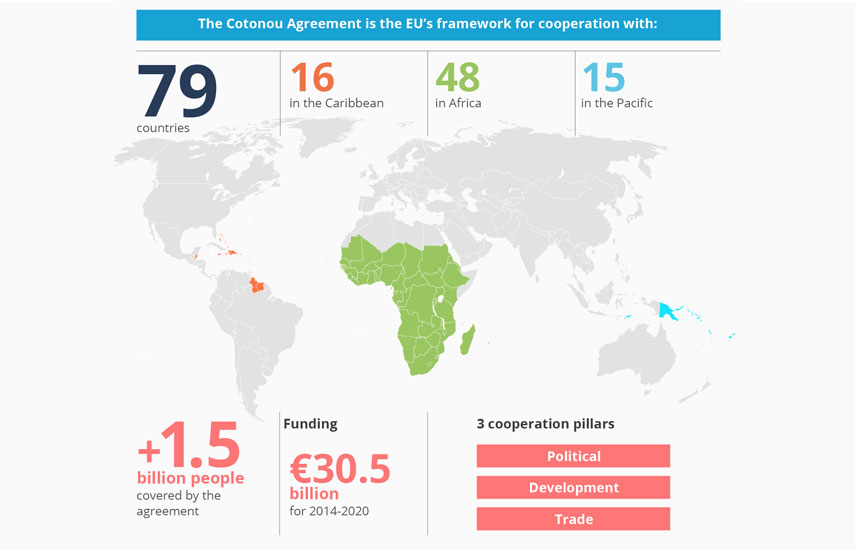 The Cotonou Agreement is the EU’s framework for cooperation with:
79
countries
16
in the Caribbean
48
in Africa
15
in the Pacific
+1.5
billion people
covered by the
agreement
Funding
€30.5
billion
for 2014-2020
3 cooperation pillars
Political
Development
Trade